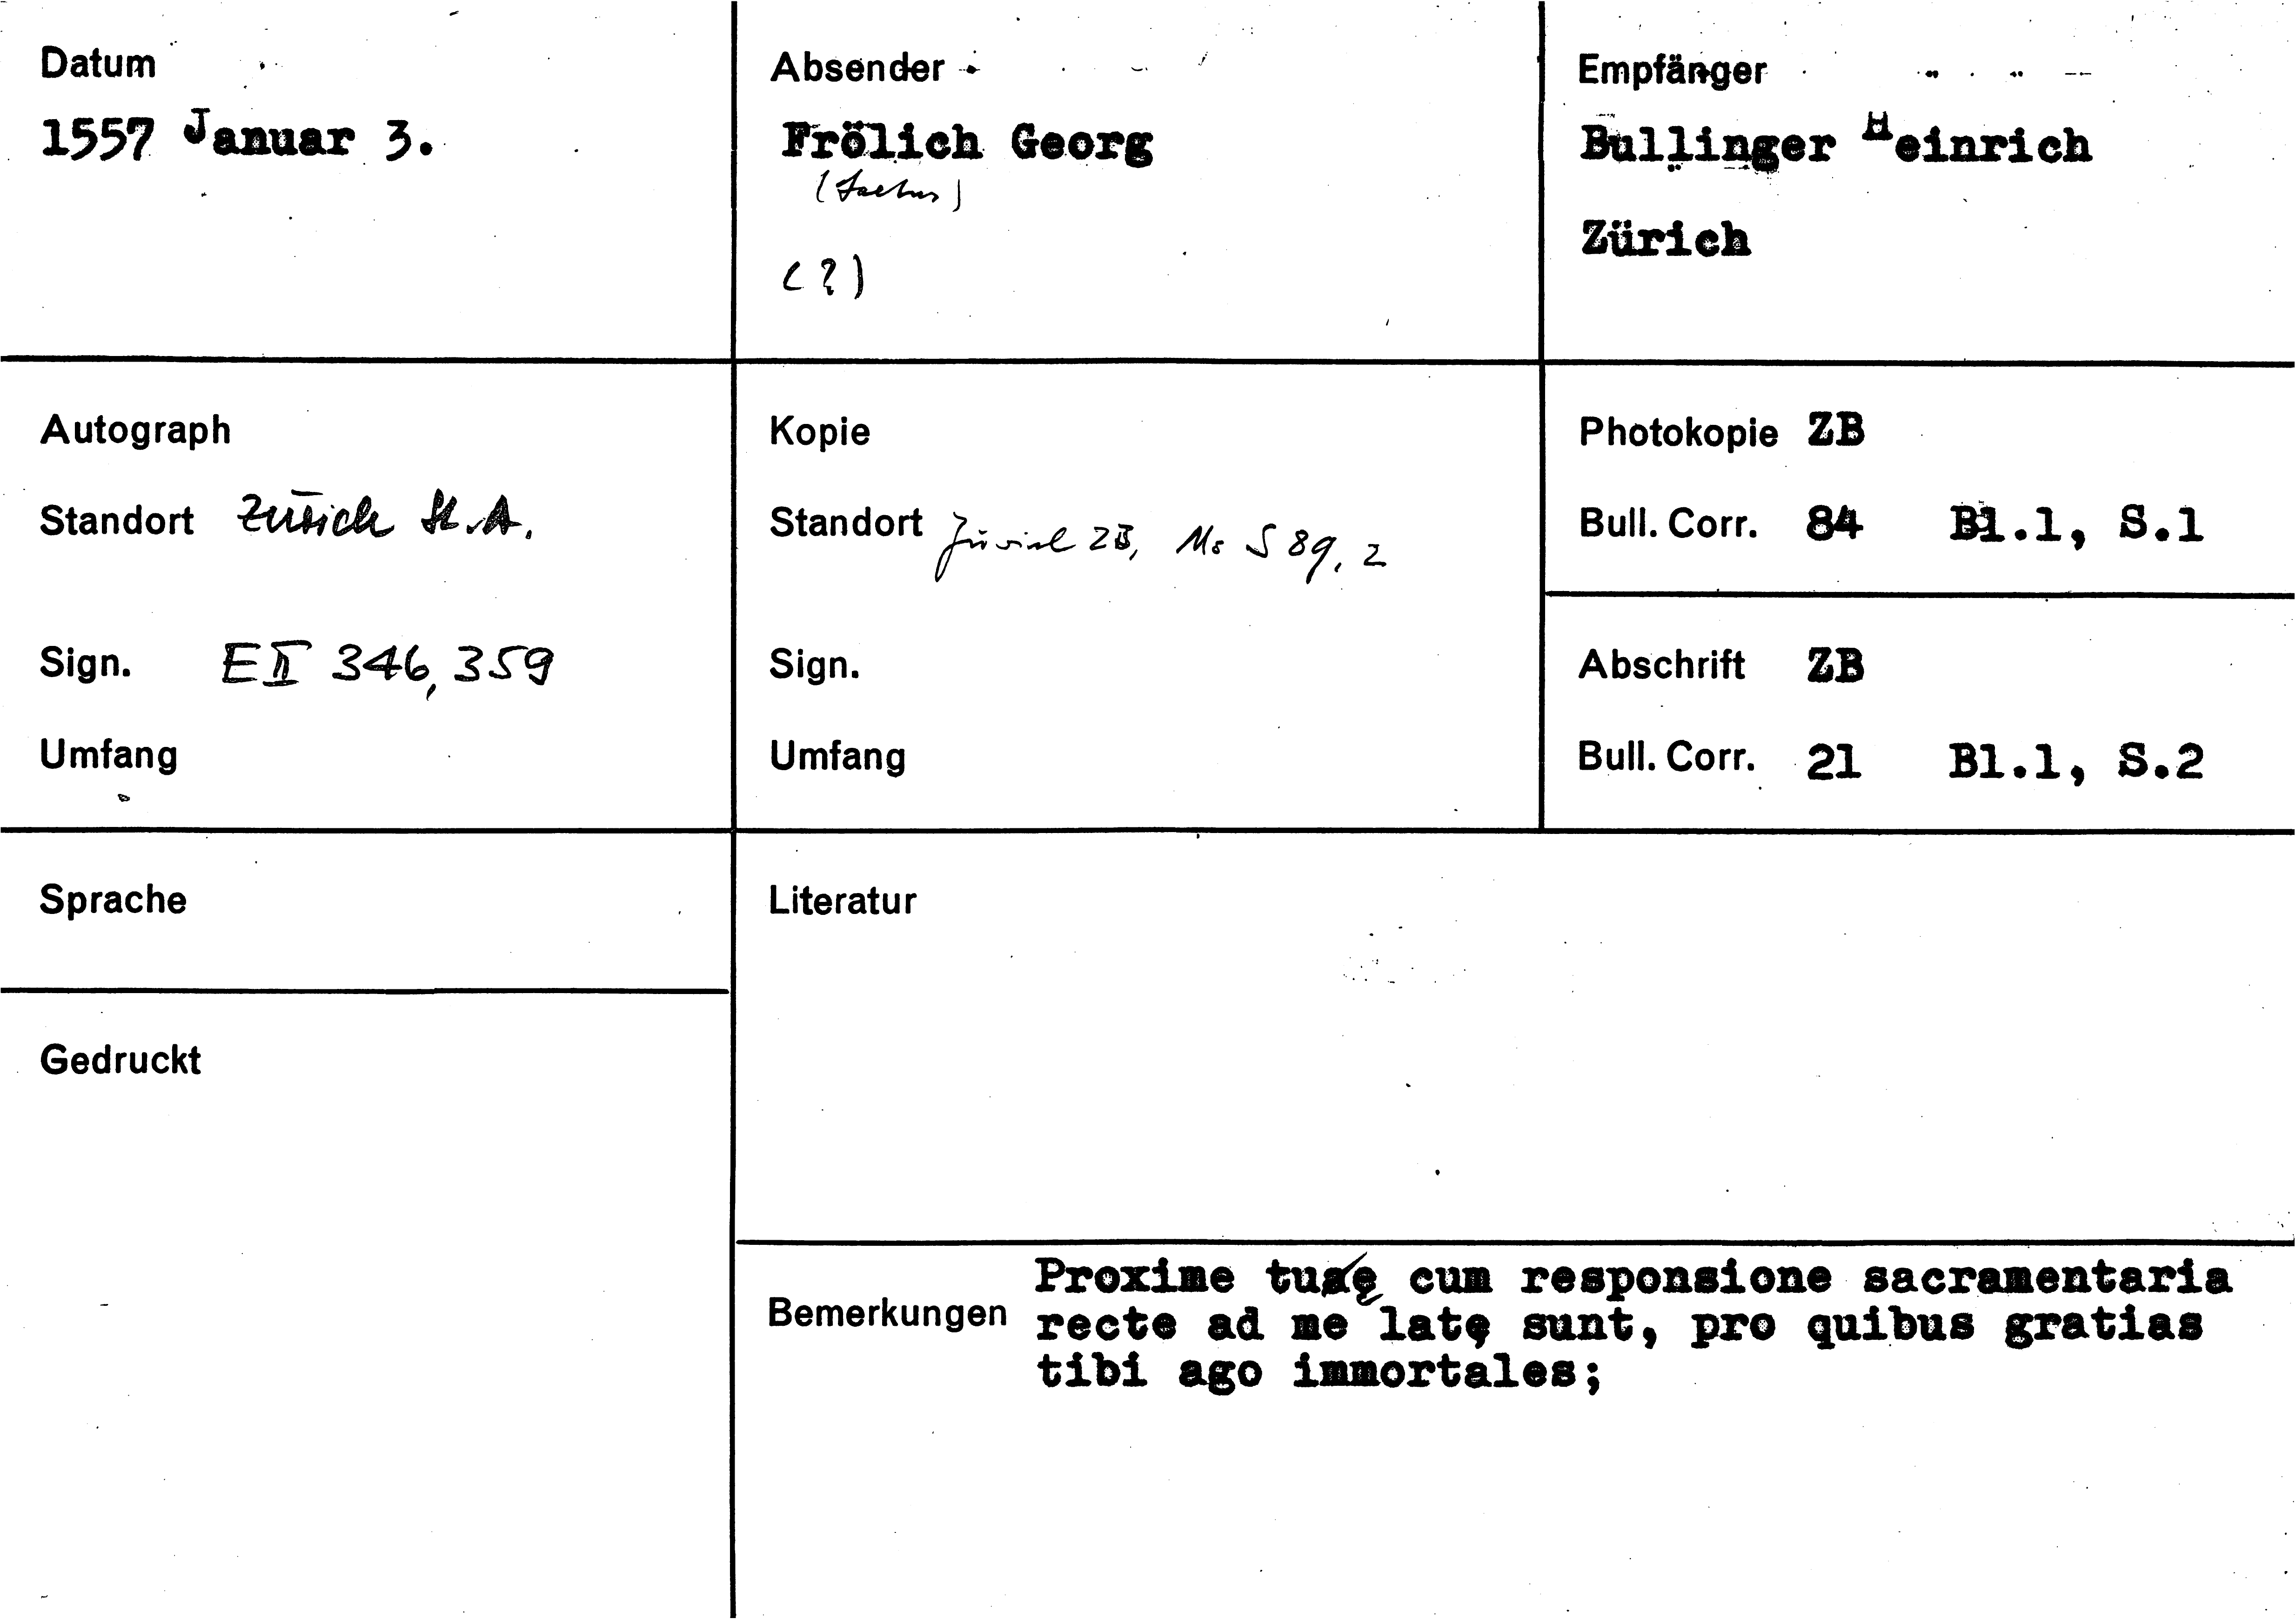 Datum
1557 Januar 3.
Absender
Frölich Georg
(Laetus)
(?)
Empfänger
Bullinger Heinrich
Zürich
Autograph
Standort Zürich St.A.
Sign. E II 346, 359
Umfang
Kopie
Standort Zürich ZB, Ms S 89, 2
Sign.
Umfang
Photokopie ZB
Bull. Corr. 84 Bl.1, S.1
Abschrift ZB
Bull. Corr. 21 Bl.1, S.2
Sprache
Gedruckt
Literatur
Bemerkungen
Proxime tuę cum responsione sacramentaria
recte ad me latę sunt, pro quibus gratias
tibi ago immortales;